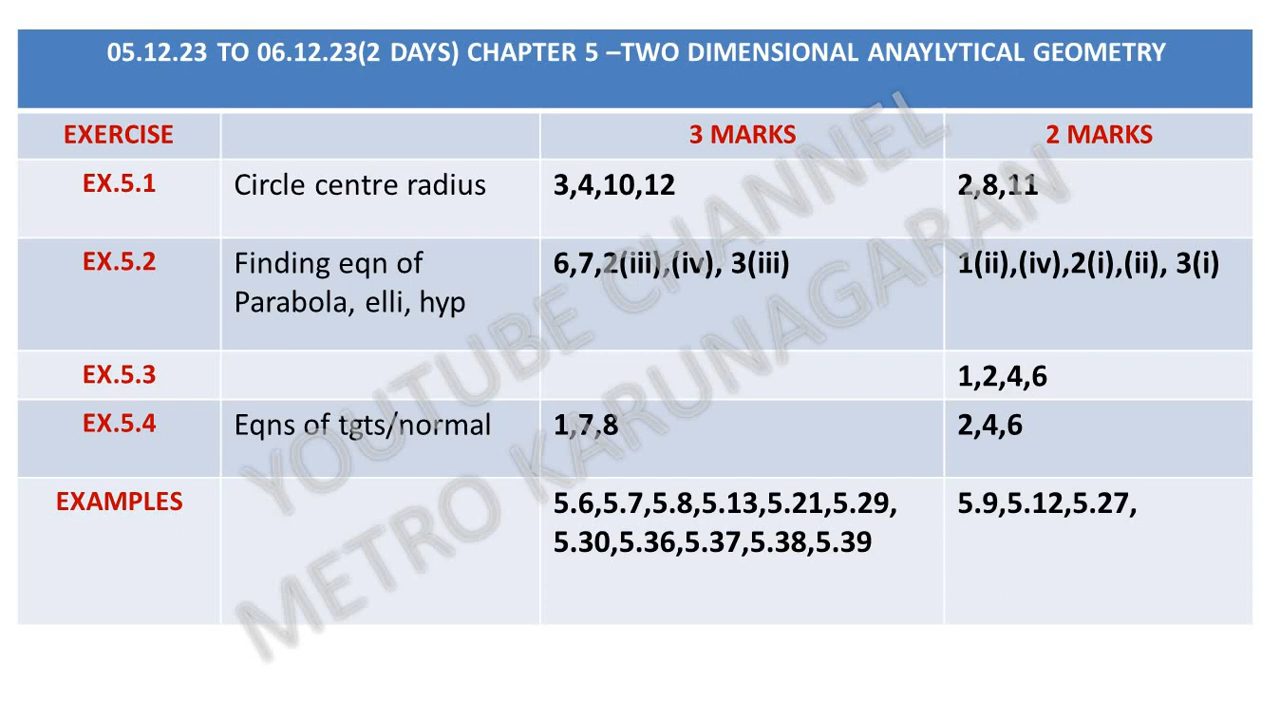 05.12.23 TO 06.12.23(2 DAYS) CHAPTER 5 –TWO DIMENSIONAL ANAYLYTICAL GEOMETRY
EXERCISE 3 MARKS 2 MARKS
EX.5.1 Circle centre radius 3,4,10,12 2,8,11
EX.5.2 Finding eqn of 6,7,2(iii),(iv), 3(iii) 1(ii),(iv),2(i),(ii), 3(i)
Parabola, elli, hyp
EX.5.3 1,2,4,6
EX.5.4 Eqns of tgts/normal 1,7,8 2,4,6
EXAMPLES 5.6,5.7,5.8,5.13,5.21,5.29, 5.9,5.12,5.27,
5.30,5.36,5.37,5.38,5.39
YOUTUBE CHANNEL
METRO KARUNAGARAN